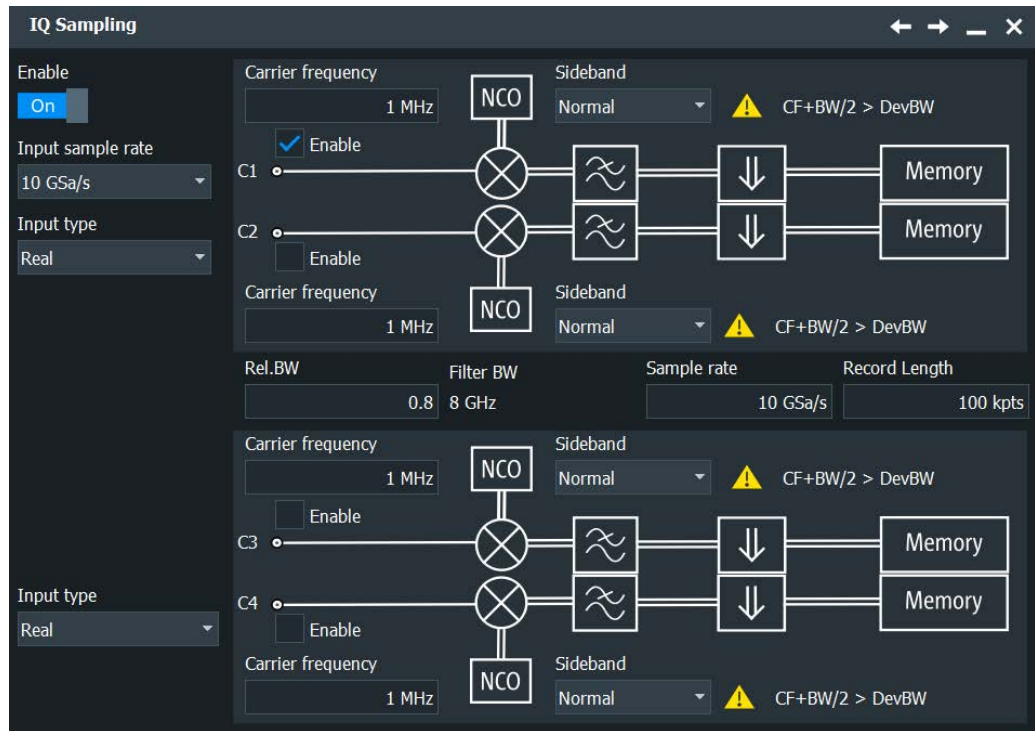 IQ Sampling
Enable
On
Input sample rate
10 GSa/s
Input type
Real
Carrier frequency
1 MHz
NCO
Sideband
Normal
CF+BW/2 > DevBW
Enable
C1
Memory
C2
Memory
Enable
Carrier frequency
1 MHz
NCO
Sideband
Normal
CF+BW/2 > DevBW
Rel.BW
0.8
Filter BW
8 GHz
Sample rate
10 GSa/s
Record Length
100 kpts
Carrier frequency
1 MHz
NCO
Sideband
Normal
CF+BW/2 > DevBW
Enable
C3
Memory
Input type
Real
C4
Memory
Enable
Carrier frequency
1 MHz
NCO
Sideband
Normal
CF+BW/2 > DevBW